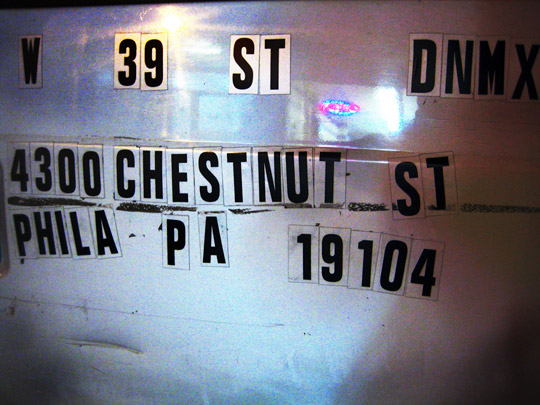 W 39 ST DNMX
4300 CHESTNUT ST
PHILA PA 19104